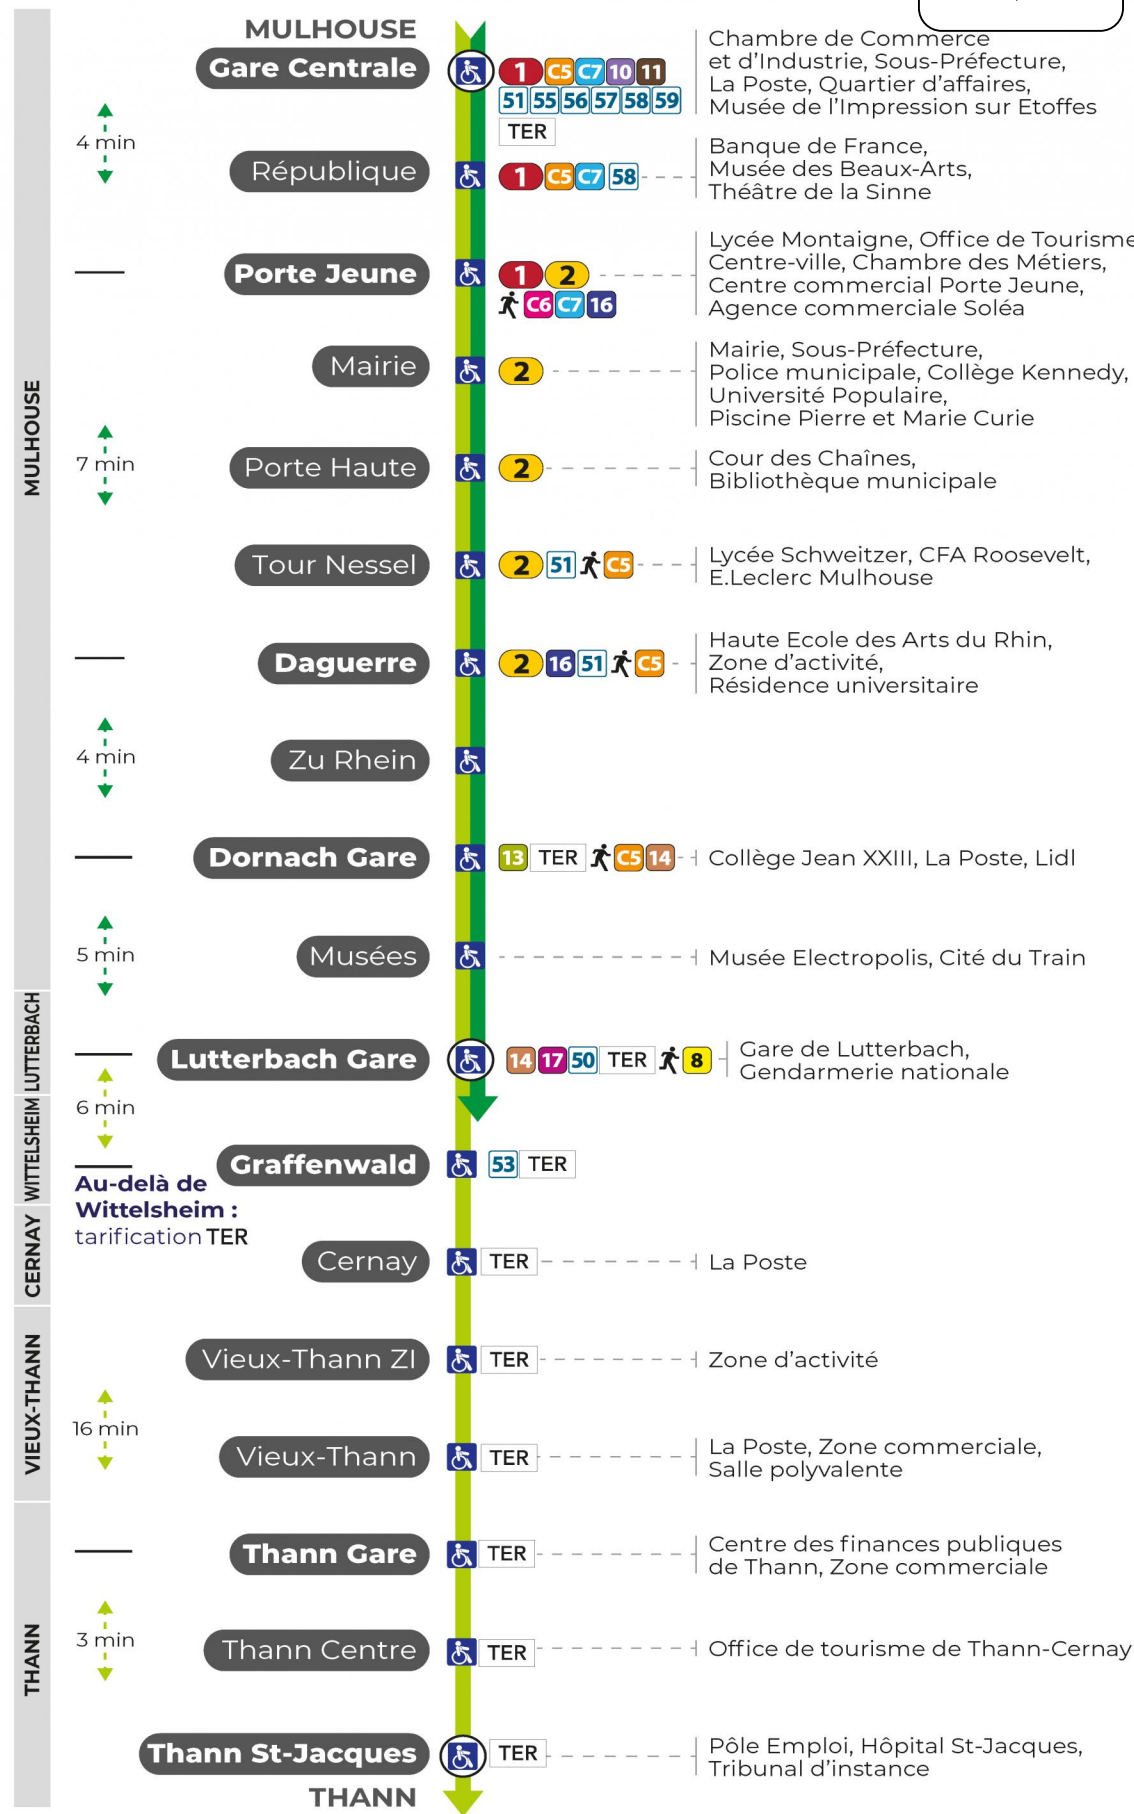 MULHOUSE
Gare Centrale
1 C5 C7 10 11
51 55 56 57 58 59
TER
Chambre de Commerce
et d'Industrie, Sous-Préfecture,
La Poste, Quartier d'affaires,
Musée de l'Impression sur Etoffes
4 min
République
1 C5 C7 58
Banque de France,
Musée des Beaux-Arts,
Théâtre de la Sinne
Porte Jeune
1 2
C6 C7 16
Lycée Montaigne, Office de Tourisme
Centre-ville, Chambre des Métiers,
Centre commercial Porte Jeune,
Agence commerciale Soléa
Mairie
2
Mairie, Sous-Préfecture,
Police municipale, Collège Kennedy,
Université Populaire,
Piscine Pierre et Marie Curie
MULHOUSE
7 min
Porte Haute
2
Cour des Chaînes,
Bibliothèque municipale
Tour Nessel
2 51 C5
Lycée Schweitzer, CFA Roosevelt,
E.Leclerc Mulhouse
Daguerre
2 16 51 C5
Haute Ecole des Arts du Rhin,
Zone d'activité,
Résidence universitaire
4 min
Zu Rhein
Dornach Gare
13 TER C5 14
Collège Jean XXIII, La Poste, Lidl
5 min
Musées
Musée Electropolis, Cité du Train
LUTTERBACH
Lutterbach Gare
14 17 50 TER 8
Gare de Lutterbach,
Gendarmerie nationale
6 min
WITTELSHEIM
Graffenwald
53 TER
Au-delà de
Wittelsheim :
tarification TER
CERNAY
Cernay
TER
La Poste
Vieux-Thann ZI
TER
Zone d'activité
VIEUX-THANN
16 min
Vieux-Thann
TER
La Poste, Zone commerciale,
Salle polyvalente
Thann Gare
TER
Centre des finances publiques
de Thann, Zone commerciale
THANN
3 min
Thann Centre
TER
Office de tourisme de Thann-Cernay
Thann St-Jacques
TER
Pôle Emploi, Hôpital St-Jacques,
Tribunal d'instance
THANN